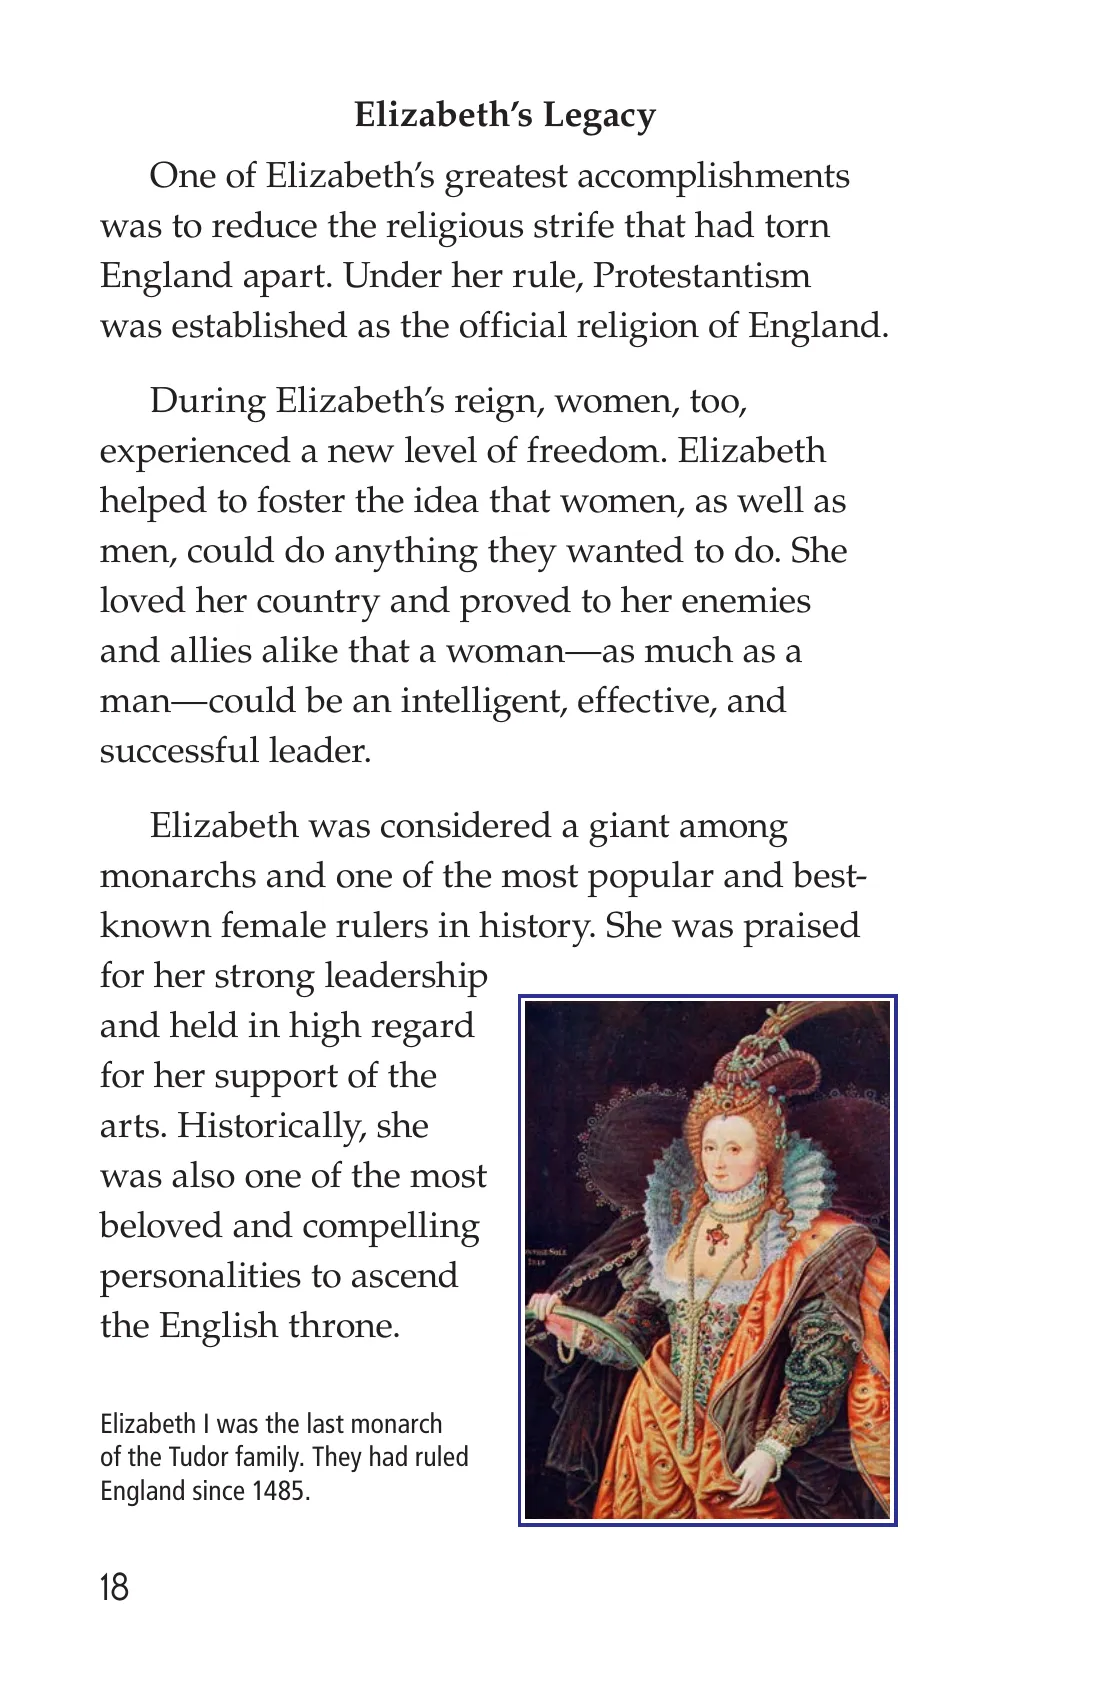 Elizabeth’s Legacy
One of Elizabeth’s greatest accomplishments
was to reduce the religious strife that had torn
England apart. Under her rule, Protestantism
was established as the official religion of England.
During Elizabeth’s reign, women, too,
experienced a new level of freedom. Elizabeth
helped to foster the idea that women, as well as
men, could do anything they wanted to do. She
loved her country and proved to her enemies
and allies alike that a woman—as much as a
man—could be an intelligent, effective, and
successful leader.
Elizabeth was considered a giant among
monarchs and one of the most popular and best-
known female rulers in history. She was praised
for her strong leadership
and held in high regard
for her support of the
arts. Historically, she
was also one of the most
beloved and compelling
personalities to ascend
the English throne.
Elizabeth I was the last monarch
of the Tudor family. They had ruled
England since 1485.
18